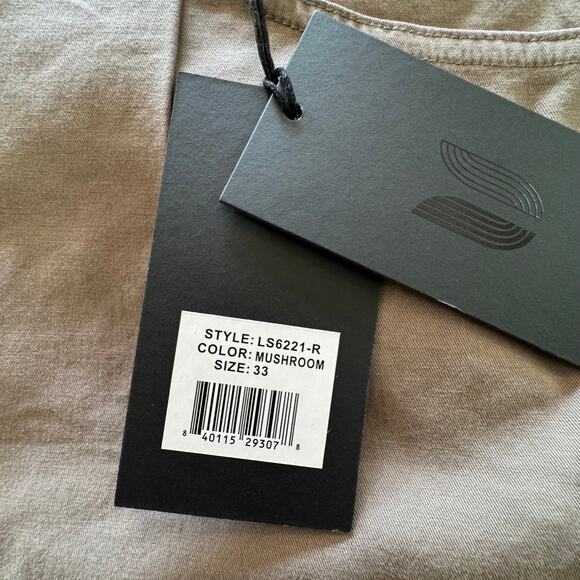 STYLE: LS6221-R
COLOR: MUSHROOM
SIZE: 33
8 40115 29307 8